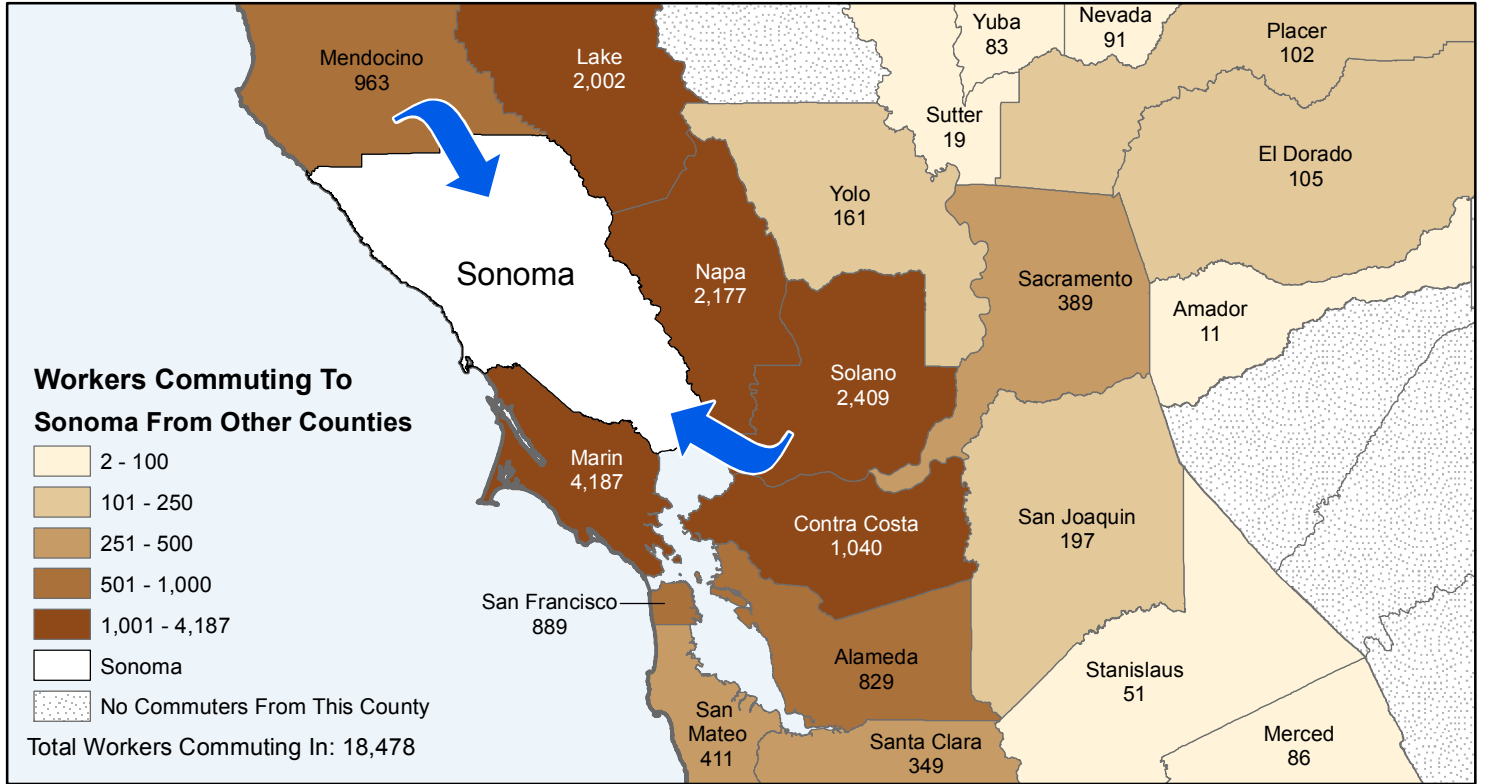 Yuba
83
Nevada
91
Placer
102
Mendocino
963
Lake
2,002
Sutter
19
El Dorado
105
Yolo
161
Sonoma
Napa
2,177
Sacramento
389
Amador
11
Solano
2,409
Marin
4,187
Contra Costa
1,040
San Joaquin
197
San Francisco
889
Alameda
829
Stanislaus
51
San
Mateo
411
Santa Clara
349
Merced
86
Workers Commuting To
Sonoma From Other Counties
2 - 100
101 - 250
251 - 500
501 - 1,000
1,001 - 4,187
Sonoma
No Commuters From This County
Total Workers Commuting In: 18,478